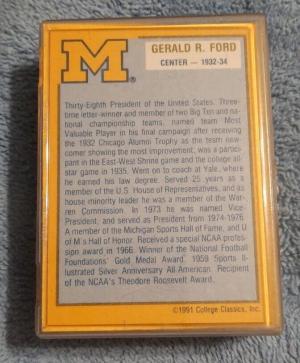 M®
GERALD R. FORD
CENTER — 1932-34
Thirty-Eighth President of the United States. Three-
time letter-winner and member of two Big Ten and na-
tional championship teams, named team Most
Valuable Player in his final campaign after receiving
the 1932 Chicago Alumni Trophy as the team new-
comer showing the most improvement, was a partici-
pant in the East-West Shrine game and the college all-
star game in 1935. Went on to coach at Yale, where
he earned his law degree. Served 25 years as a
member of the U.S. House of Representatives, and as
house minority leader he was a member of the War-
ren Commission. In 1973 he was named Vice-
President, and served as President from 1974-1976.
A member of the Michigan Sports Hall of Fame, and U
of M's Hall of Honor. Received a special NCAA profes-
sion award in 1966. Winner of the National Football
Foundations' Gold Medal Award. 1959 Sports Il-
lustrated Silver Anniversary All-American. Recipient
of the NCAA's Theodore Roosevelt Award.
©1991 College Classics, Inc.